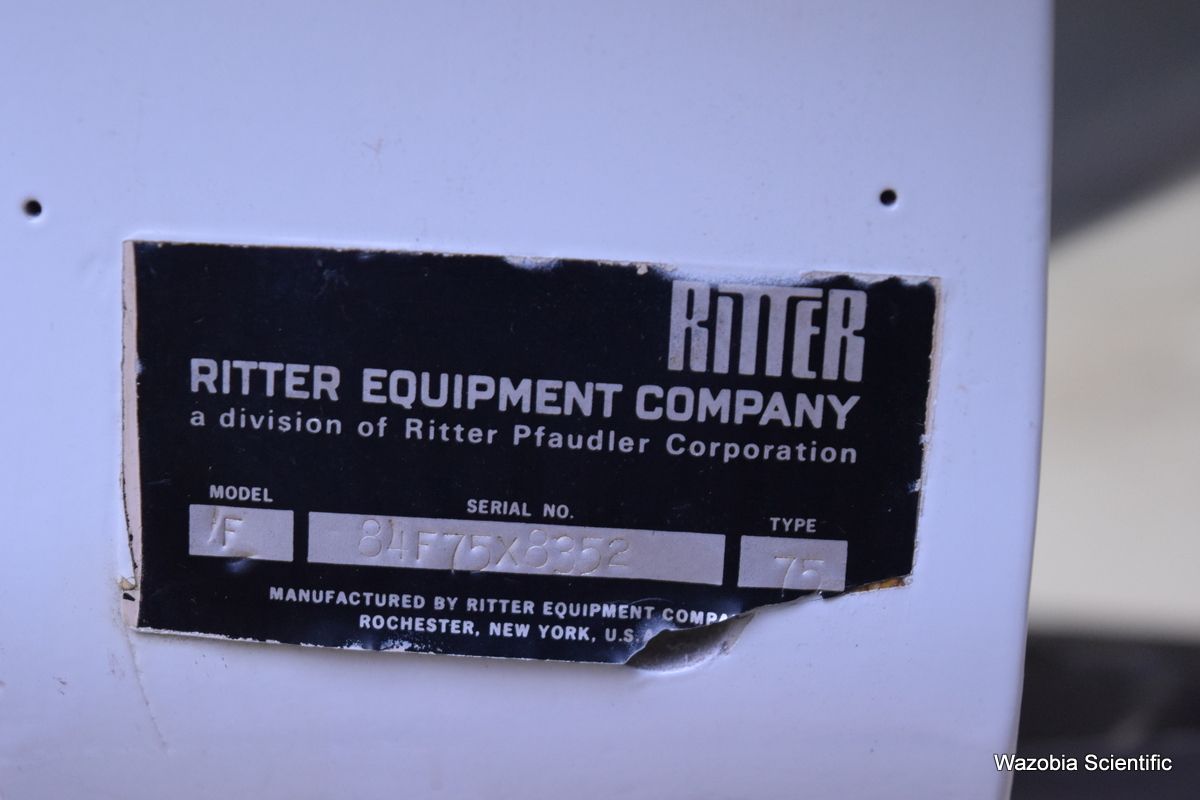 RITTER
RITTER EQUIPMENT COMPANY
a division of Ritter Pfaudler Corporation
MODEL SERIAL NO. TYPE
F 84F75X8352 75
MANUFACTURED BY RITTER EQUIPMENT
ROCHESTER, NEW YORK, U.S.A
Wazobia Scientific